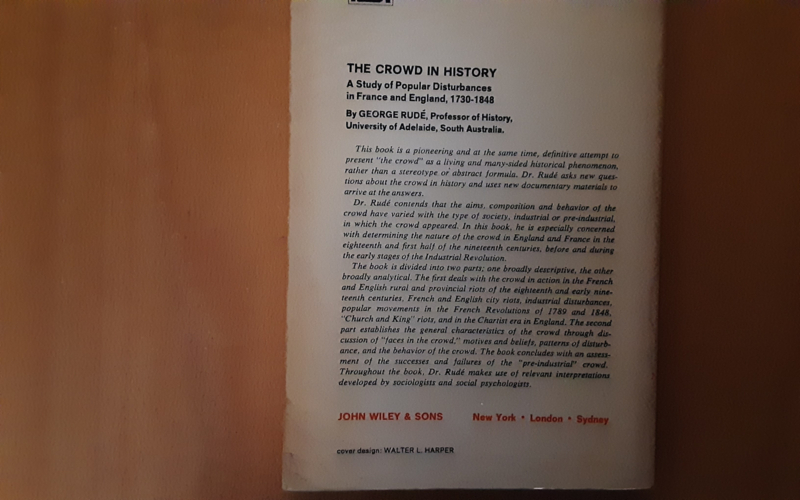 THE CROWD IN HISTORY
A Study of Popular Disturbances
in France and England, 1730-1848
By GEORGE RUDÉ, Professor of History,
University of Adelaide, South Australia.
This book is a pioneering and at the same time, definitive attempt to
present "the crowd" as a living and many-sided historical phenomenon,
rather than a stereotype or abstract formula. Dr. Rudé asks new ques-
tions about the crowd in history and uses new documentary materials to
arrive at the answers.
Dr. Rudé contends that the aims, composition and behavior of the
crowd have varied with the type of society, industrial or pre-industrial,
in which the crowd appeared. In this book, he is especially concerned
with determining the nature of the crowd in England and France in the
eighteenth and first half of the nineteenth centuries, before and during
the early stages of the Industrial Revolution.
The book is divided into two parts; one broadly descriptive, the other
broadly analytical. The first deals with the crowd in action in the French
and English rural and provincial riots of the eighteenth and early nine-
teenth centuries, French and English city riots, industrial disturbances,
popular movements in the French Revolutions of 1789 and 1848,
"Church and King" riots, and in the Chartist era in England. The second
part establishes the general characteristics of the crowd through dis-
cussion of "faces in the crowd," motives and beliefs, patterns of disturb-
ance, and the behavior of the crowd. The book concludes with an assess-
ment of the successes and failures of the "pre-industrial" crowd.
Throughout the book, Dr. Rudé makes use of relevant interpretations
developed by sociologists and social psychologists.
JOHN WILEY & SONS New York • London • Sydney
cover design: WALTER L. HARPER